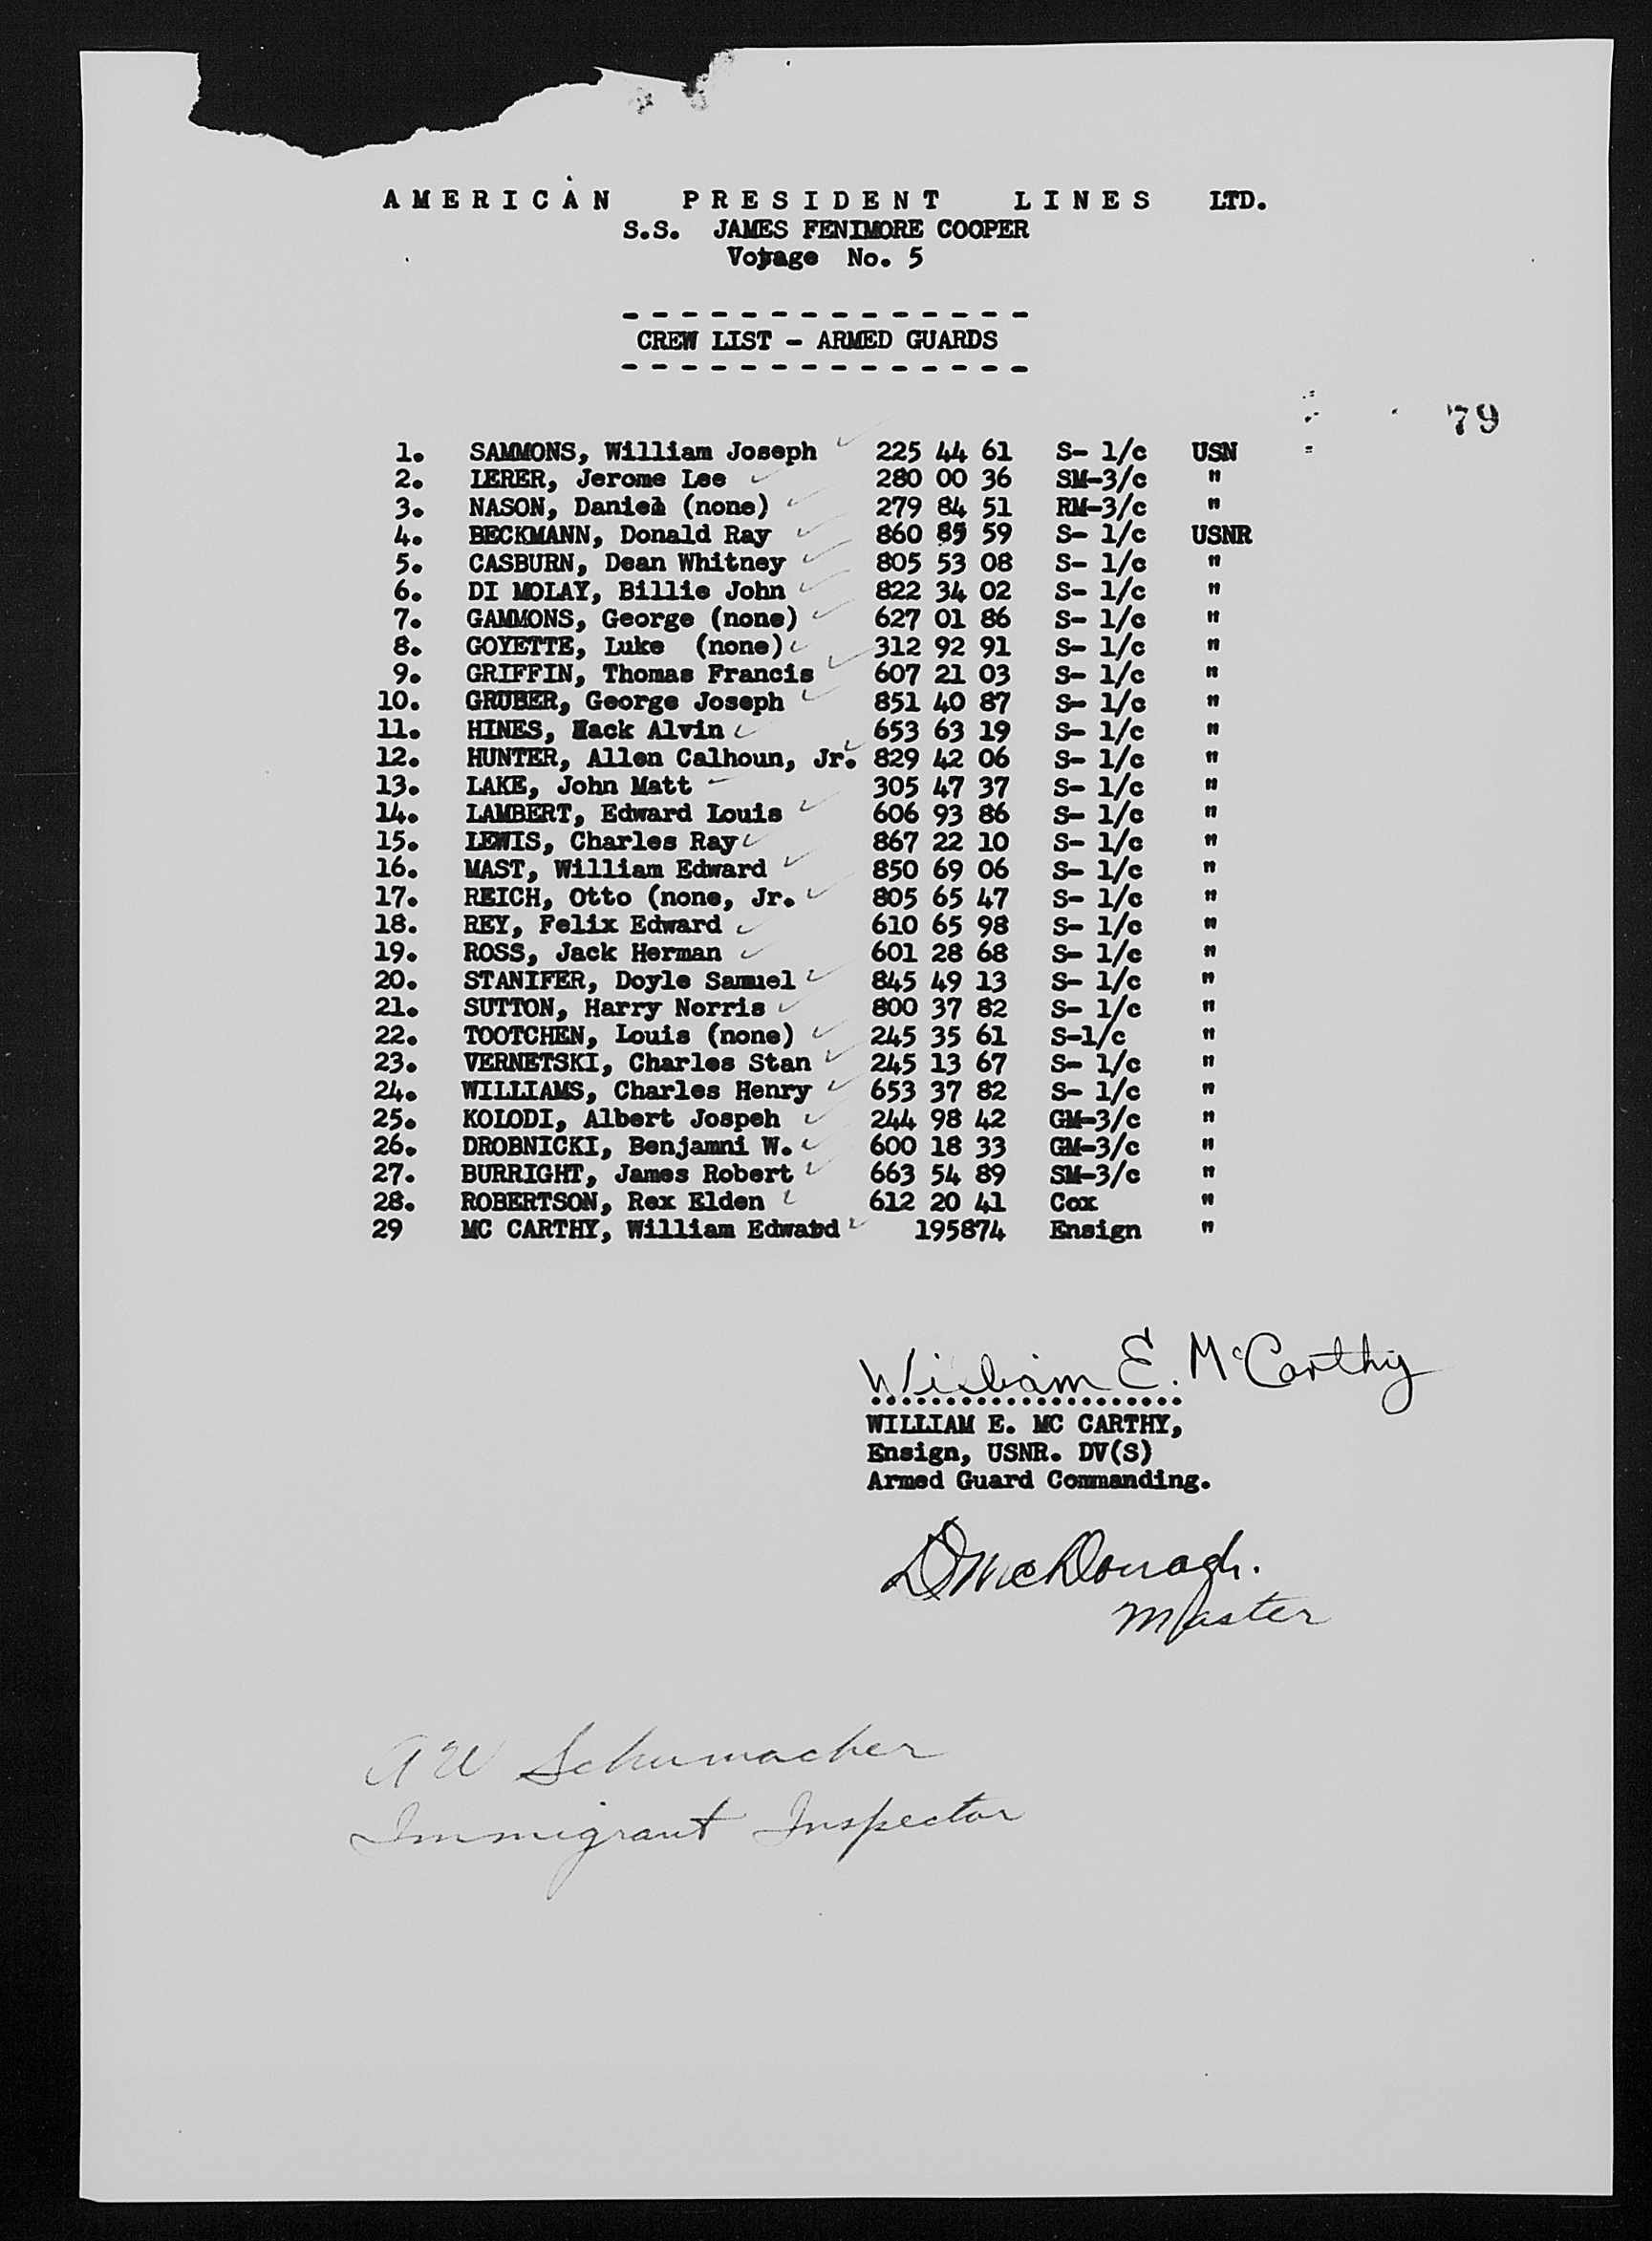 AMERICAN PRESIDENT LINES LTD.
S.S. JAMES FENIMORE COOPER
Voyage No. 5
- - - - - - - - - - - - - -
CREW LIST - ARMED GUARDS
- - - - - - - - - - - - - -
79
1. SAMMONS, William Joseph 225 44 61 S- 1/c USN
2. LERER, Jerome Lee 280 00 36 SM-3/c "
3. NASON, Daniel (none) 279 84 51 RM-3/c "
4. BECKMANN, Donald Ray 860 85 59 S- 1/c USNR
5. CASBURN, Dean Whitney 805 53 08 S- 1/c "
6. DI MOLAY, Billie John 822 34 02 S- 1/c "
7. GAMMONS, George (none) 627 01 86 S- 1/c "
8. GOYETTE, Luke (none) 312 92 91 S- 1/c "
9. GRIFFIN, Thomas Francis 607 21 03 S- 1/c "
10. GRUBER, George Joseph 851 40 87 S- 1/c "
11. HINES, Mack Alvin 653 63 19 S- 1/c "
12. HUNTER, Allen Calhoun, Jr. 829 42 06 S- 1/c "
13. LAKE, John Matt 305 47 37 S- 1/c "
14. LAMBERT, Edward Louis 606 93 86 S- 1/c "
15. LEWIS, Charles Ray 867 22 10 S- 1/c "
16. MAST, William Edward 850 69 06 S- 1/c "
17. REICH, Otto (none, Jr. 805 65 47 S- 1/c "
18. REY, Felix Edward 610 65 98 S- 1/c "
19. ROSS, Jack Herman 601 28 68 S- 1/c "
20. STANIFER, Doyle Samuel 845 49 13 S- 1/c "
21. SUTTON, Harry Norris 800 37 82 S- 1/c "
22. TOOTCHEN, Louis (none) 245 35 61 S-1/c "
23. VERNETSKI, Charles Stan 245 13 67 S- 1/c "
24. WILLIAMS, Charles Henry 653 37 82 S- 1/c "
25. KOLODI, Albert Jospeh 244 98 42 GM-3/c "
26. DROBNICKI, Benjamni W. 600 18 33 GM-3/c "
27. BURRIGHT, James Robert 663 54 89 SM-3/c "
28. ROBERTSON, Rex Elden 612 20 41 Cox "
29 MC CARTHY, William Edward 195874 Ensign "
William E. McCarthy
WILLIAM E. MC CARTHY,
Ensign, USNR. DV(S)
Armed Guard Commanding.
D McDonagh.
Master
A W Schumacher
Immigrant Inspector